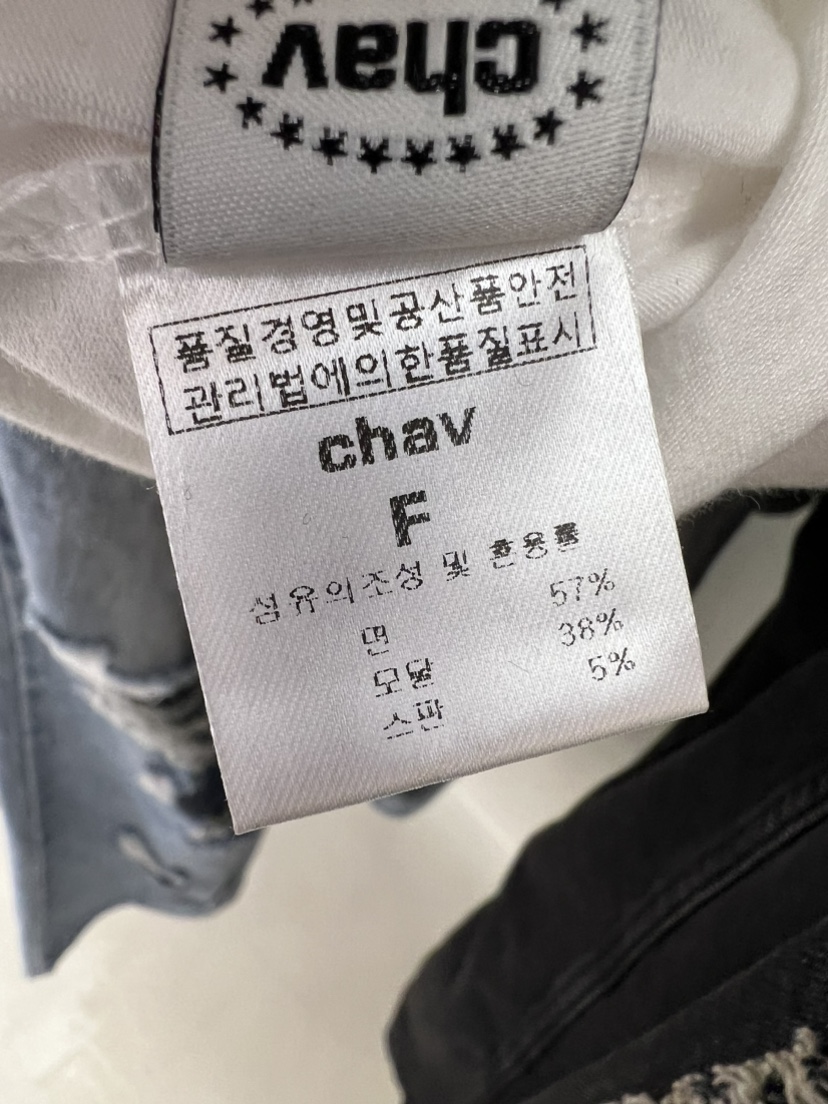 chav
품질경영및공산품안전
관리법에의한품질표시
chav
F
섬유의조성 및 혼용률
면 57%
모달 38%
스판 5%